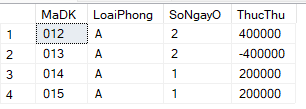 MaDK LoaiPhong SoNgayO ThucThu
1 012 A 2 400000
2 013 A 2 -400000
3 014 A 1 200000
4 015 A 1 200000